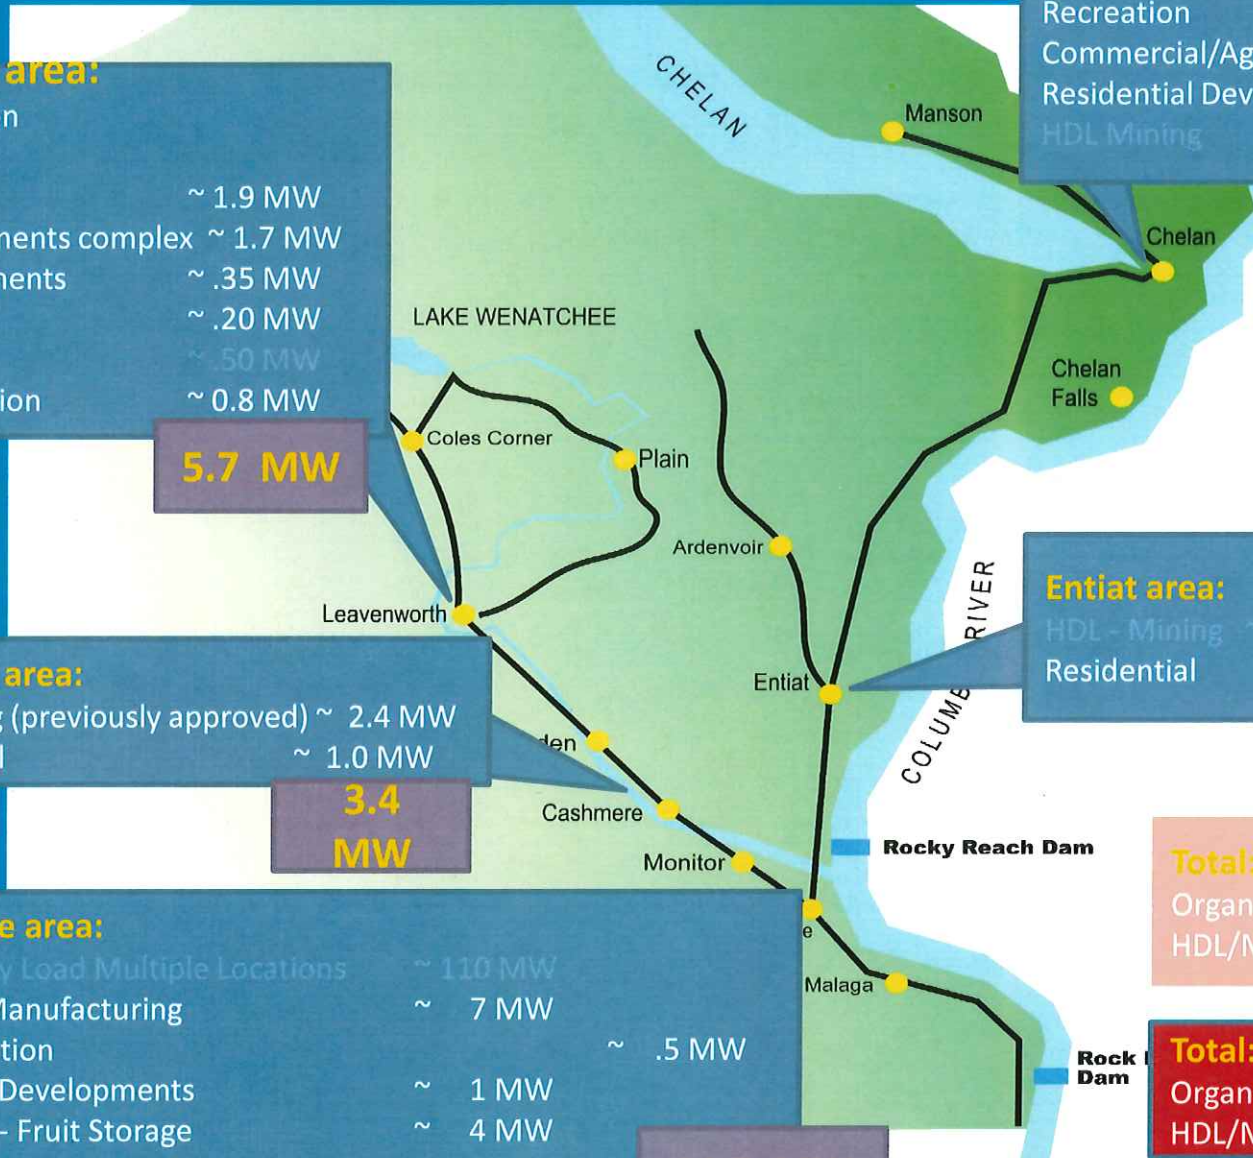 area:
on
~ 1.9 MW
ments complex ~ 1.7 MW
ments ~ .35 MW
~ .20 MW
~ .50 MW
tion ~ 0.8 MW
5.7 MW
Recreation
Commercial/Ag
Residential Dev
HDL Mining
CHELAN
Manson
Chelan
Chelan
Falls
LAKE WENATCHEE
Coles Corner
Plain
Ardenvoir
Leavenworth
Entiat
COLUMB RIVER
Entiat area:
HDL - Mining
Residential
area:
g (previously approved) ~ 2.4 MW
l ~ 1.0 MW
3.4
MW
den
Cashmere
Monitor
Rocky Reach Dam
e
Malaga
Rock
Dam
e area:
y Load Multiple Locations ~ 110 MW
Manufacturing ~ 7 MW
tion ~ .5 MW
Developments ~ 1 MW
- Fruit Storage ~ 4 MW
Total:
Organ
HDL/M
Total:
Organ
HDL/M